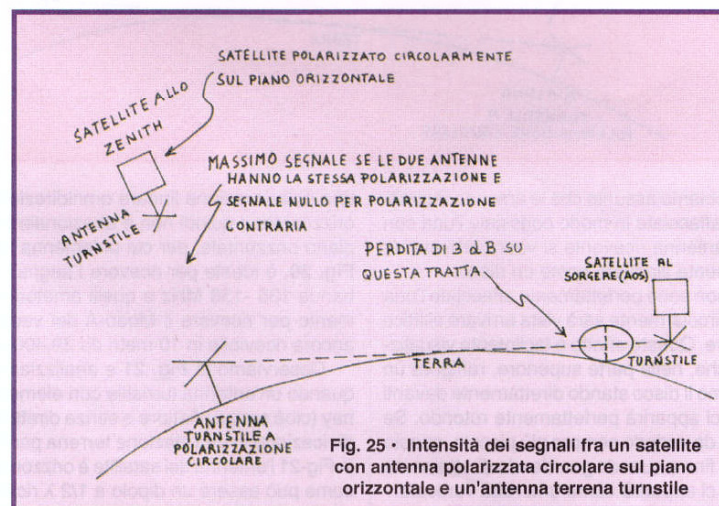 SATELLITE POLARIZZATO CIRCOLARMENTE
SUL PIANO ORIZZONTALE
SATELLITE ALLO
ZENITH
MASSIMO SEGNALE SE LE DUE ANTENNE
HANNO LA STESSA POLARIZZAZIONE E
SEGNALE NULLO PER POLARIZZAZIONE
CONTRARIA
ANTENNA
TURNSTILE
PERDITA DI 3 dB SU
QUESTA TRATTA
SATELLITE AL
SORGERE (AOS)
TURNSTILE
TERRA
ANTENNA
TURNSTILE A
POLARIZZAZIONE
CIRCOLARE
Fig. 25 - Intensità dei segnali fra un satellite
con antenna polarizzata circolare sul piano
orizzontale e un'antenna terrena turnstile